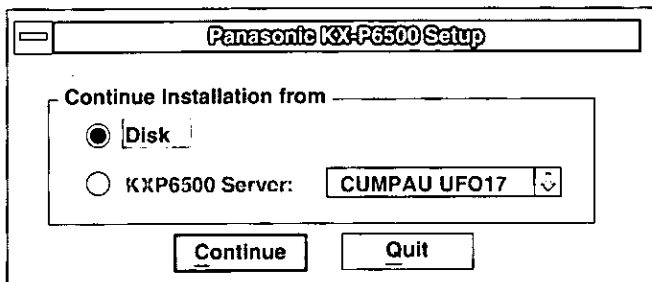 Panasonic KX-P6500 Setup
Continue Installation from
Disk
KXP6500 Server: CUMPAU UFO17
Continue Quit